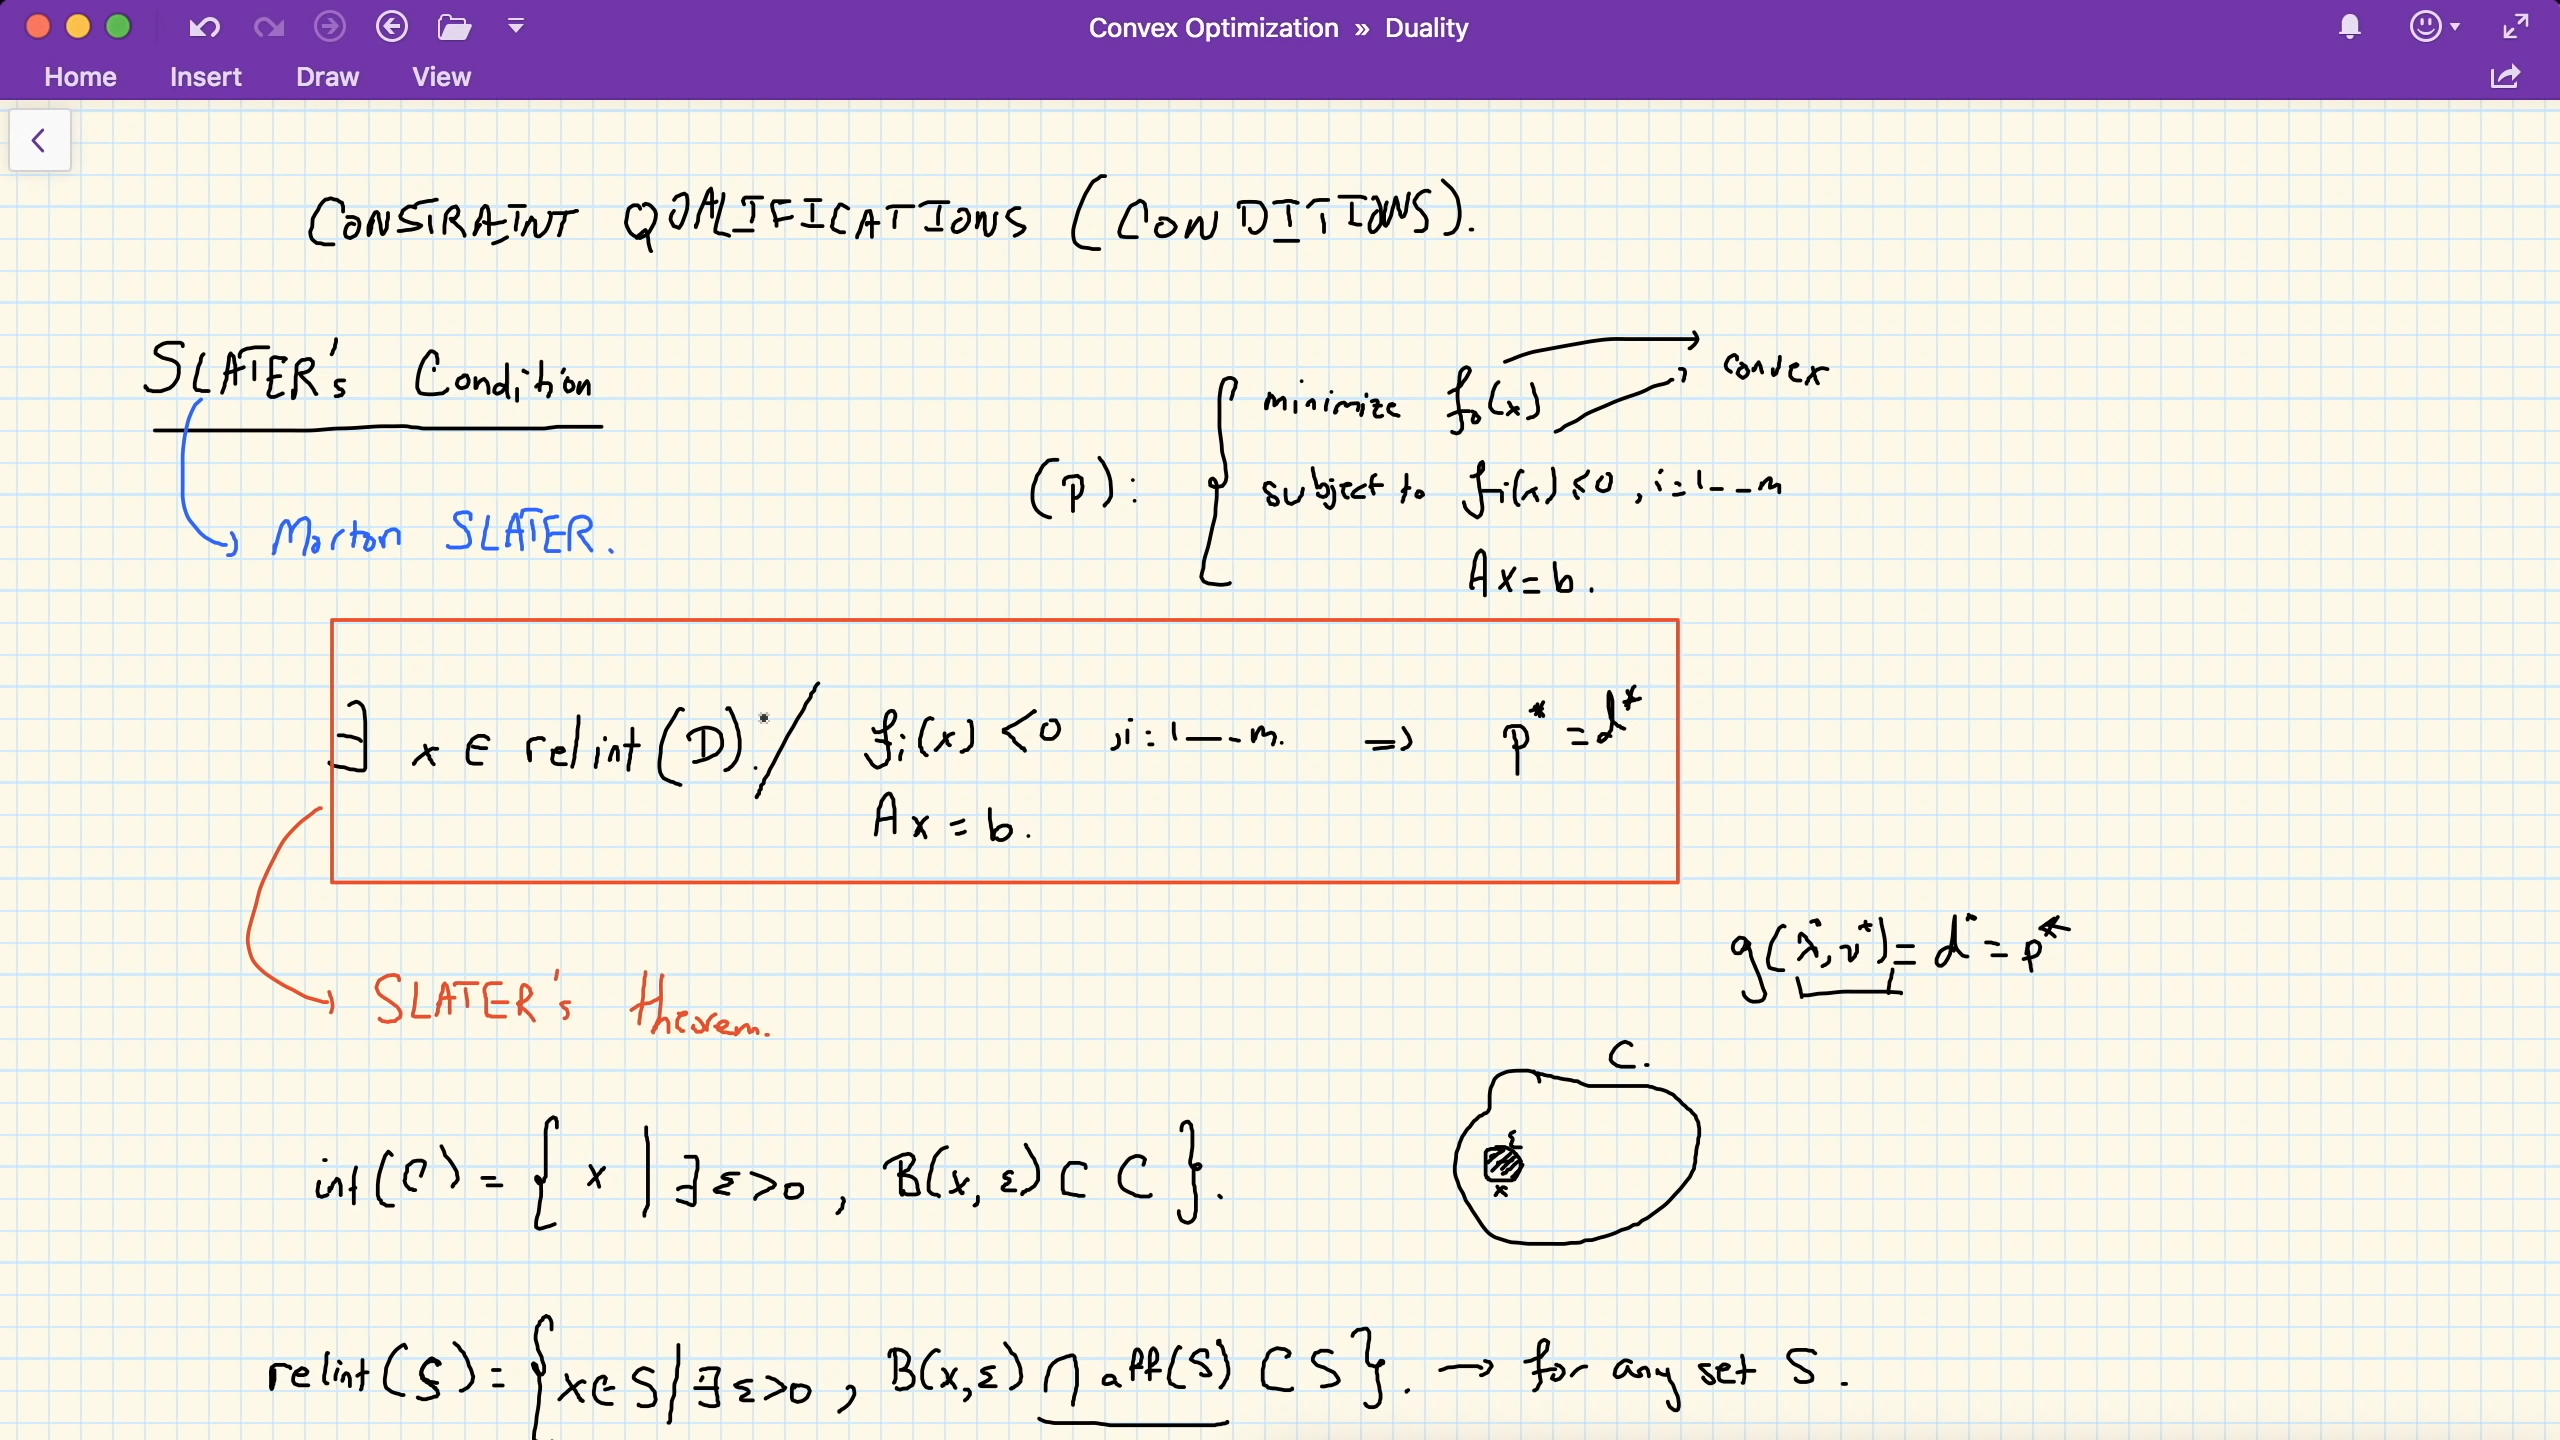 Convex Optimization » Duality
Home Insert Draw View
CONSTRAINT QUALIFICATIONS (CONDITIONS).
SLATER's Condition
Morton SLATER.
convex
(P): { minimize f₀(x)
subject to fᵢ(x) ≤ 0, i=1--m
Ax=b.
∃ x ∈ relint(D). / fᵢ(x) < 0 , i=1--m. => p* = d*
Ax = b.
SLATER's theorem.
g(λ*, ν*) = d* = p*
C.
ε
x
int(C) = { x | ∃ ε>0 , B(x, ε) ⊂ C }.
relint(S) = { x∈S | ∃ ε>0 , B(x,ε) ∩ aff(S) ⊂ S }. → for any set S.